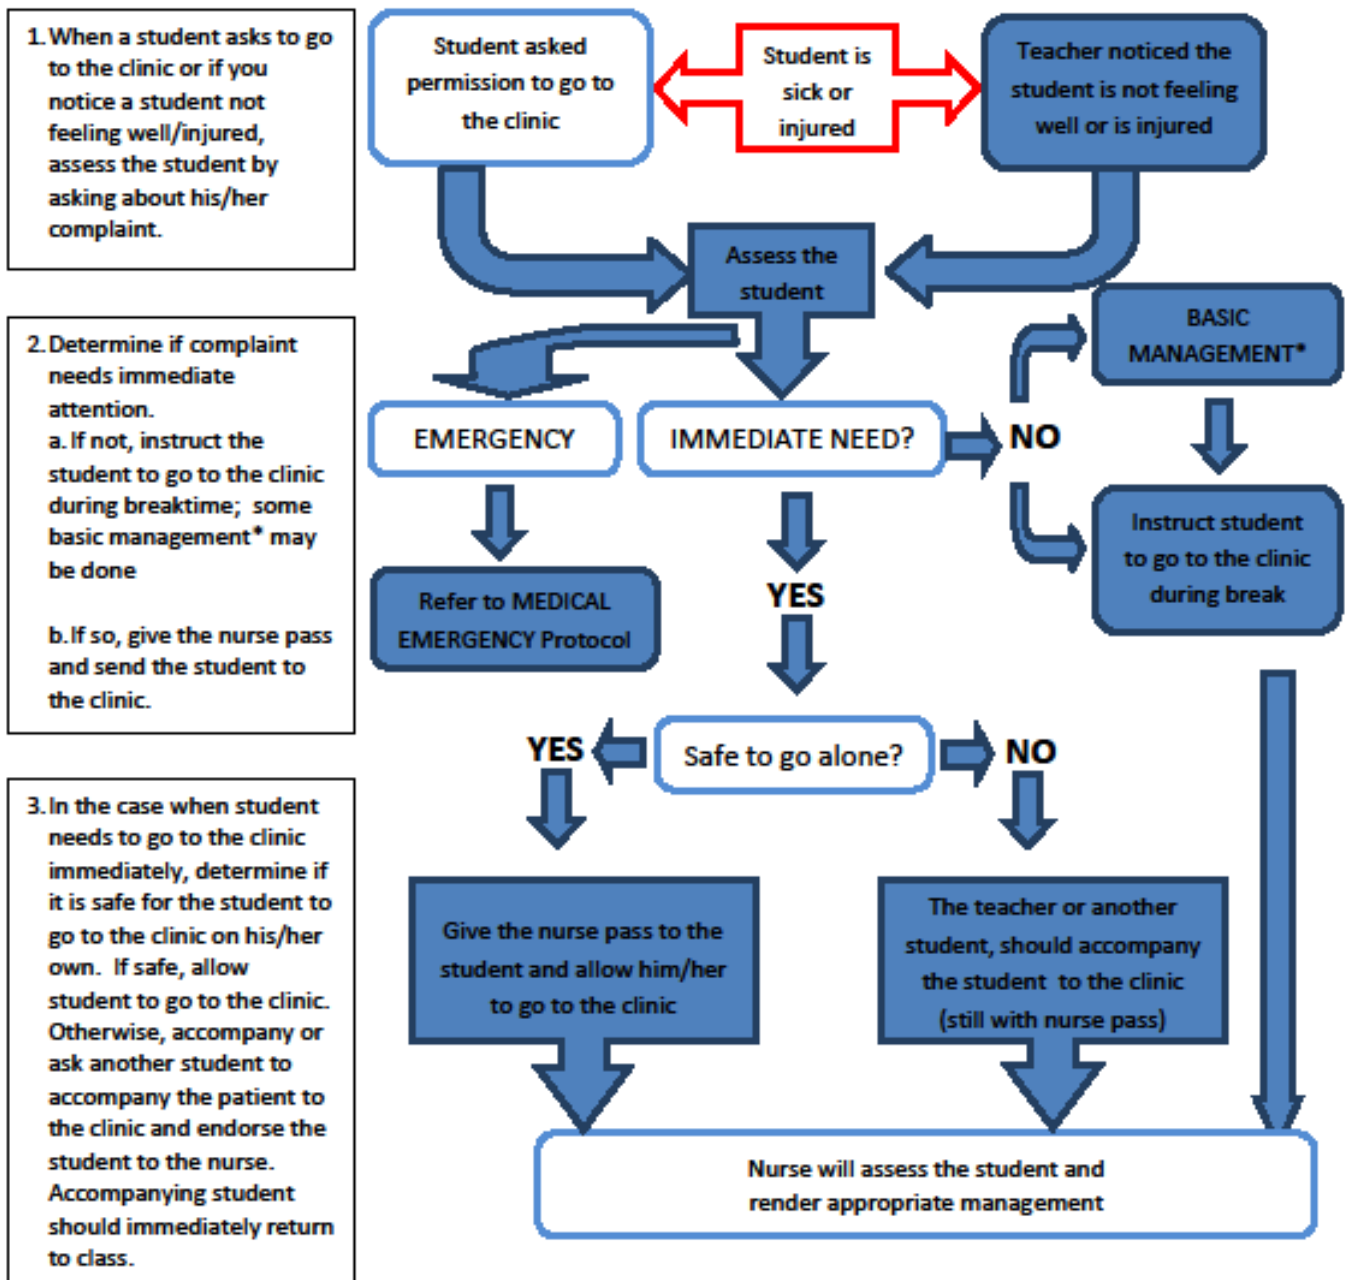 1. When a student asks to go
to the clinic or if you
notice a student not
feeling well/injured,
assess the student by
asking about his/her
complaint.
Student asked
permission to go to
the clinic
Student is
sick or
injured
Teacher noticed the
student is not feeling
well or is injured
Assess the
student
2. Determine if complaint
needs immediate
attention.
a. If not, instruct the
student to go to the clinic
during breaktime; some
basic management* may
be done
b. If so, give the nurse pass
and send the student to
the clinic.
EMERGENCY
IMMEDIATE NEED?
NO
BASIC
MANAGEMENT*
Instruct student
to go to the clinic
during break
Refer to MEDICAL
EMERGENCY Protocol
YES
YES
Safe to go alone?
NO
3. In the case when student
needs to go to the clinic
immediately, determine if
it is safe for the student to
go to the clinic on his/her
own. If safe, allow
student to go to the clinic.
Otherwise, accompany or
ask another student to
accompany the patient to
the clinic and endorse the
student to the nurse.
Accompanying student
should immediately return
to class.
Give the nurse pass to the
student and allow him/her
to go to the clinic
The teacher or another
student, should accompany
the student to the clinic
(still with nurse pass)
Nurse will assess the student and
render appropriate management